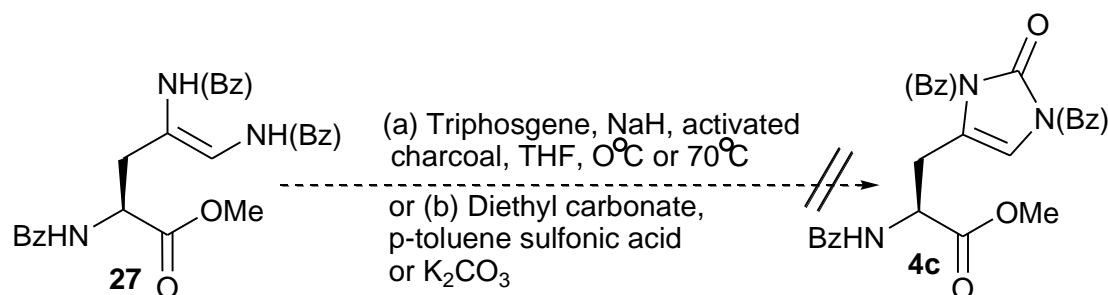 NH(Bz)
NH(Bz)
OMe
BzHN
O
27
(a) Triphosgene, NaH, activated
charcoal, THF, O°C or 70°C
or (b) Diethyl carbonate,
p-toluene sulfonic acid
or K₂CO₃
O
(Bz)N
N(Bz)
OMe
BzHN
O
4c